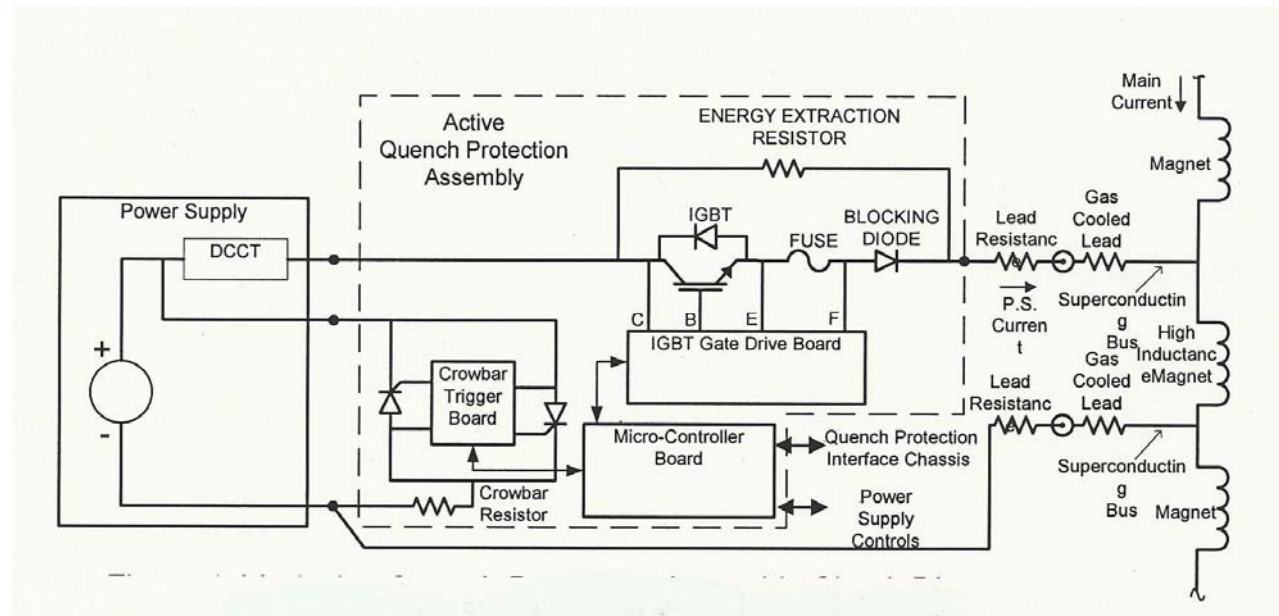 Main
Current
Magnet
ENERGY EXTRACTION
RESISTOR
Active
Quench Protection
Assembly
Power Supply
DCCT
IGBT
FUSE
BLOCKING
DIODE
Lead
Resistanc
e
Gas
Cooled
Lead
P.S.
Curren
t
Superconductin
g
Bus
High
Inductanc
eMagnet
C
B
E
F
IGBT Gate Drive Board
+
-
Crowbar
Trigger
Board
Lead
Resistanc
e
Gas
Cooled
Lead
Micro-Controller
Board
Quench Protection
Interface Chassis
Superconductin
g
Bus
Magnet
Crowbar
Resistor
Power
Supply
Controls